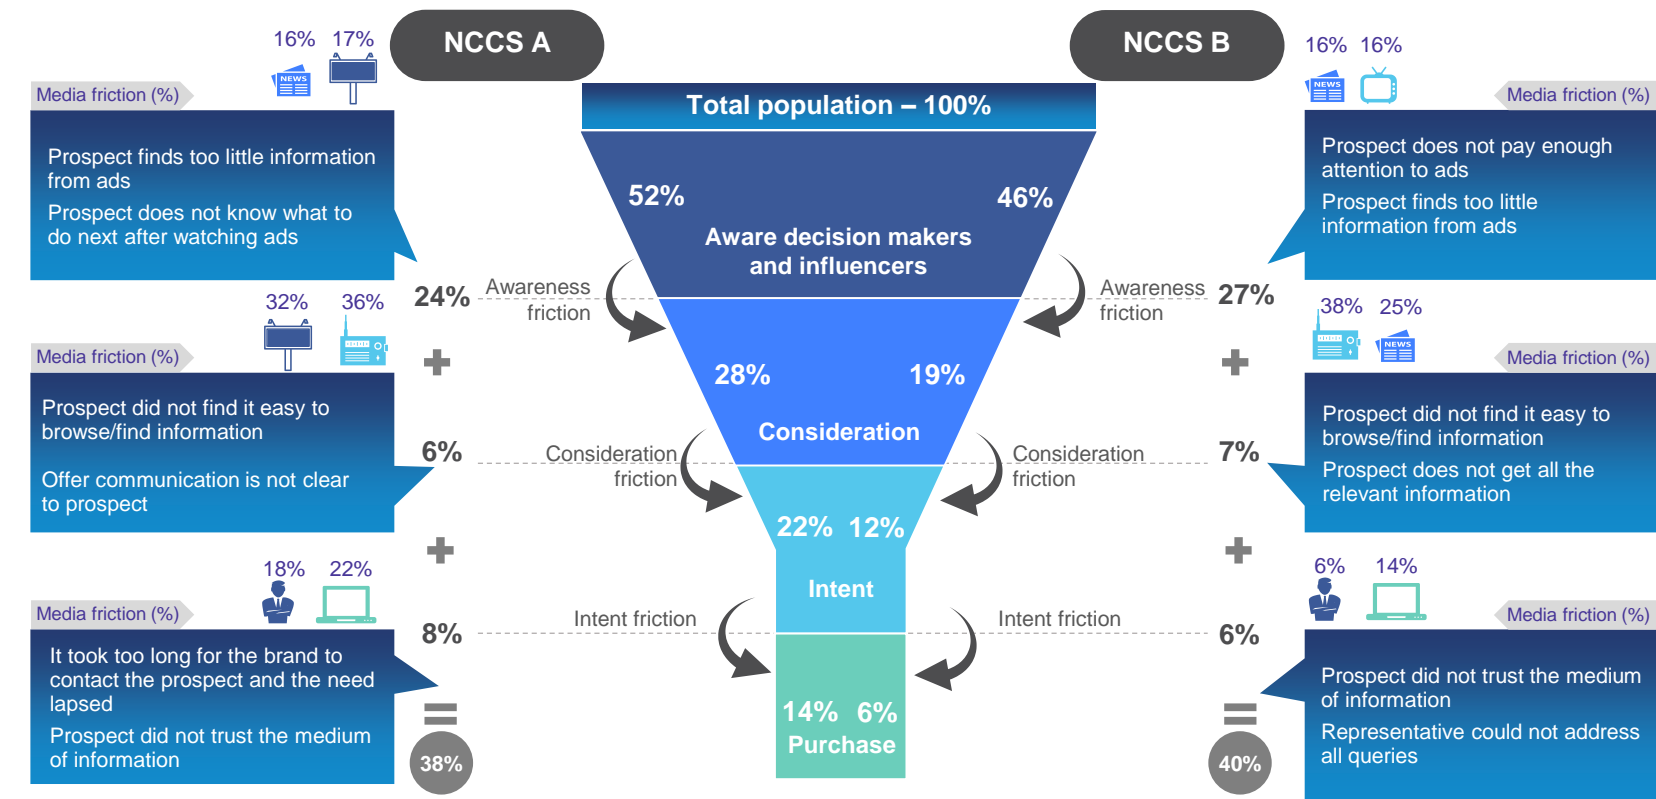 NCCS A
NCCS B
16% 17%
Media friction (%)
Prospect finds too little information
from ads
Prospect does not know what to
do next after watching ads
16% 16%
Media friction (%)
Prospect does not pay enough
attention to ads
Prospect finds too little
information from ads
NEWS
NEWS
Total population – 100%
52%
46%
Aware decision makers
and influencers
24%
Awareness
friction
Awareness
friction
27%
32% 36%
Media friction (%)
Prospect did not find it easy to
browse/find information
Offer communication is not clear
to prospect
38% 25%
NEWS
Media friction (%)
Prospect did not find it easy to
browse/find information
Prospect does not get all the
relevant information
28%
19%
Consideration
6%
Consideration
friction
Consideration
friction
7%
22% 12%
Intent
18% 22%
Media friction (%)
It took too long for the brand to
contact the prospect and the need
lapsed
Prospect did not trust the medium
of information
6% 14%
Media friction (%)
Prospect did not trust the medium
of information
Representative could not address
all queries
8%
Intent friction
Intent friction
6%
14% 6%
Purchase
38%
40%